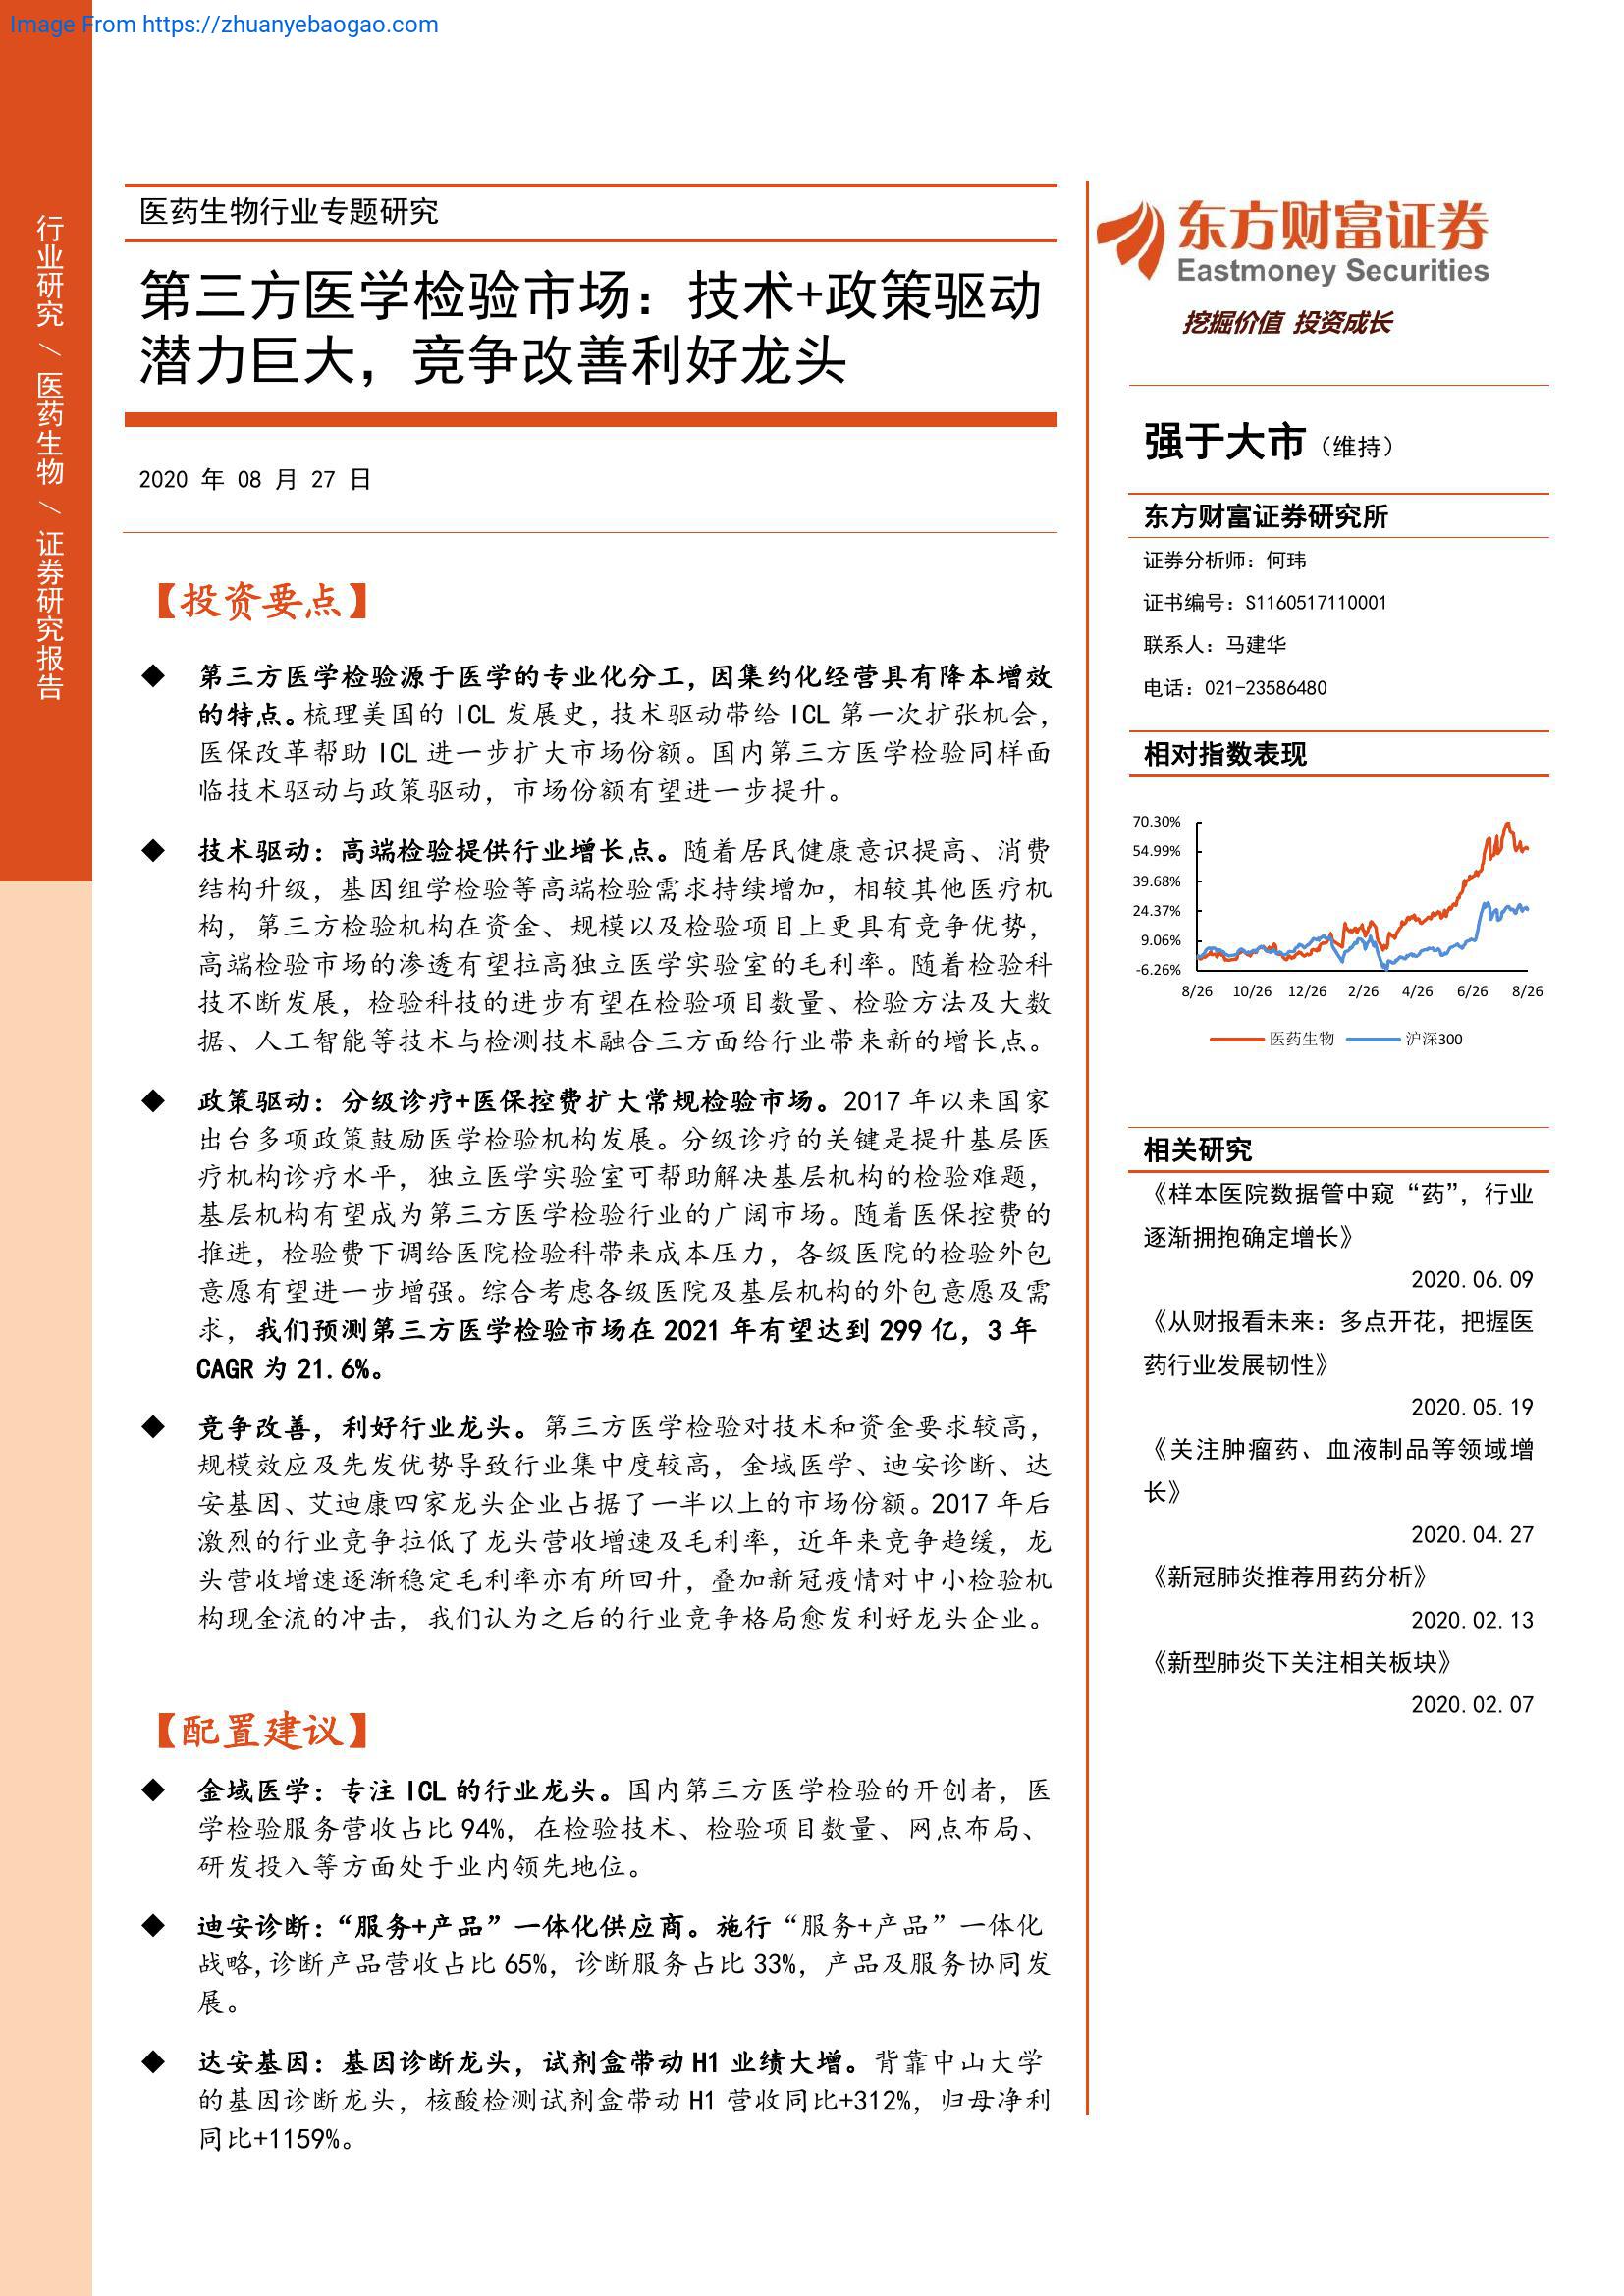 Image From https://zhuanyebaogao.com
行业研究 / 医药生物 / 证券研究报告
医药生物行业专题研究
第三方医学检验市场：技术+政策驱动
潜力巨大，竞争改善利好龙头
2020 年 08 月 27 日
【投资要点】
◆ 第三方医学检验源于医学的专业化分工，因集约化经营具有降本增效
的特点。梳理美国的 ICL 发展史，技术驱动带给 ICL 第一次扩张机会，
医保改革帮助 ICL 进一步扩大市场份额。国内第三方医学检验同样面
临技术驱动与政策驱动，市场份额有望进一步提升。
◆ 技术驱动：高端检验提供行业增长点。随着居民健康意识提高、消费
结构升级，基因组学检验等高端检验需求持续增加，相较其他医疗机
构，第三方检验机构在资金、规模以及检验项目上更具有竞争优势，
高端检验市场的渗透有望拉高独立医学实验室的毛利率。随着检验科
技不断发展，检验科技的进步有望在检验项目数量、检验方法及大数
据、人工智能等技术与检测技术融合三方面给行业带来新的增长点。
◆ 政策驱动：分级诊疗+医保控费扩大常规检验市场。2017 年以来国家
出台多项政策鼓励医学检验机构发展。分级诊疗的关键是提升基层医
疗机构诊疗水平，独立医学实验室可帮助解决基层机构的检验难题，
基层机构有望成为第三方医学检验行业的广阔市场。随着医保控费的
推进，检验费下调给医院检验科带来成本压力，各级医院的检验外包
意愿有望进一步增强。综合考虑各级医院及基层机构的外包意愿及需
求，我们预测第三方医学检验市场在 2021 年有望达到 299 亿，3 年
CAGR 为 21.6%。
◆ 竞争改善，利好行业龙头。第三方医学检验对技术和资金要求较高，
规模效应及先发优势导致行业集中度较高，金域医学、迪安诊断、达
安基因、艾迪康四家龙头企业占据了一半以上的市场份额。2017 年后
激烈的行业竞争拉低了龙头营收增速及毛利率，近年来竞争趋缓，龙
头营收增速逐渐稳定毛利率亦有所回升，叠加新冠疫情对中小检验机
构现金流的冲击，我们认为之后的行业竞争格局愈发利好龙头企业。
【配置建议】
◆ 金域医学：专注 ICL 的行业龙头。国内第三方医学检验的开创者，医
学检验服务营收占比 94%，在检验技术、检验项目数量、网点布局、
研发投入等方面处于业内领先地位。
◆ 迪安诊断：“服务+产品”一体化供应商。施行“服务+产品”一体化
战略,诊断产品营收占比 65%，诊断服务占比 33%，产品及服务协同发
展。
◆ 达安基因：基因诊断龙头，试剂盒带动 H1 业绩大增。背靠中山大学
的基因诊断龙头，核酸检测试剂盒带动 H1 营收同比+312%，归母净利
同比+1159%。
东方财富证券
Eastmoney Securities
挖掘价值 投资成长
强于大市（维持）
东方财富证券研究所
证券分析师：何玮
证书编号：S1160517110001
联系人：马建华
电话：021-23586480
相对指数表现
70.30%
54.99%
39.68%
24.37%
9.06%
-6.26%
8/26 10/26 12/26 2/26 4/26 6/26 8/26
医药生物 沪深300
相关研究
《样本医院数据管中窥“药”，行业
逐渐拥抱确定增长》
2020.06.09
《从财报看未来：多点开花，把握医
药行业发展韧性》
2020.05.19
《关注肿瘤药、血液制品等领域增
长》
2020.04.27
《新冠肺炎推荐用药分析》
2020.02.13
《新型肺炎下关注相关板块》
2020.02.07